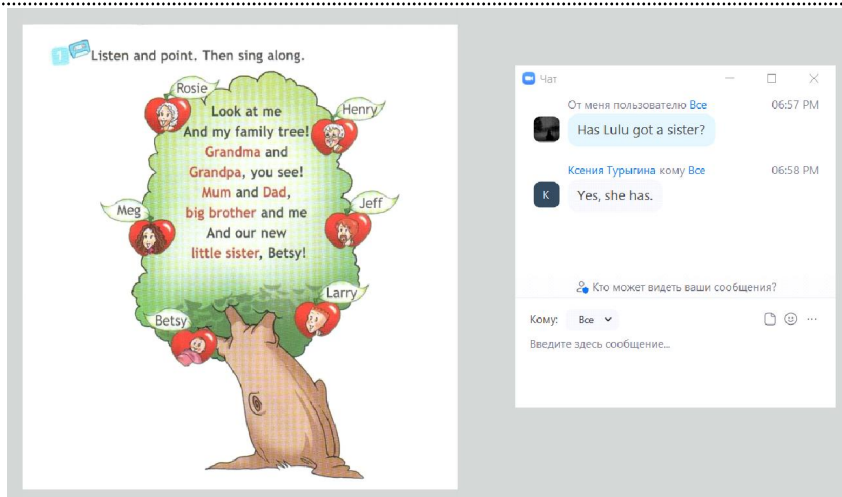 1 Listen and point. Then sing along.
Rosie
Henry
Look at me
And my family tree!
Grandma and
Grandpa, you see!
Mum and Dad,
big brother and me
And our new
little sister, Betsy!
Meg
Jeff
Larry
Betsy
Чат
От меня пользователю Все 06:57 PM
Has Lulu got a sister?
Ксения Турыгина кому Все 06:58 PM
К
Yes, she has.
Кто может видеть ваши сообщения?
Кому: Все
Введите здесь сообщение...